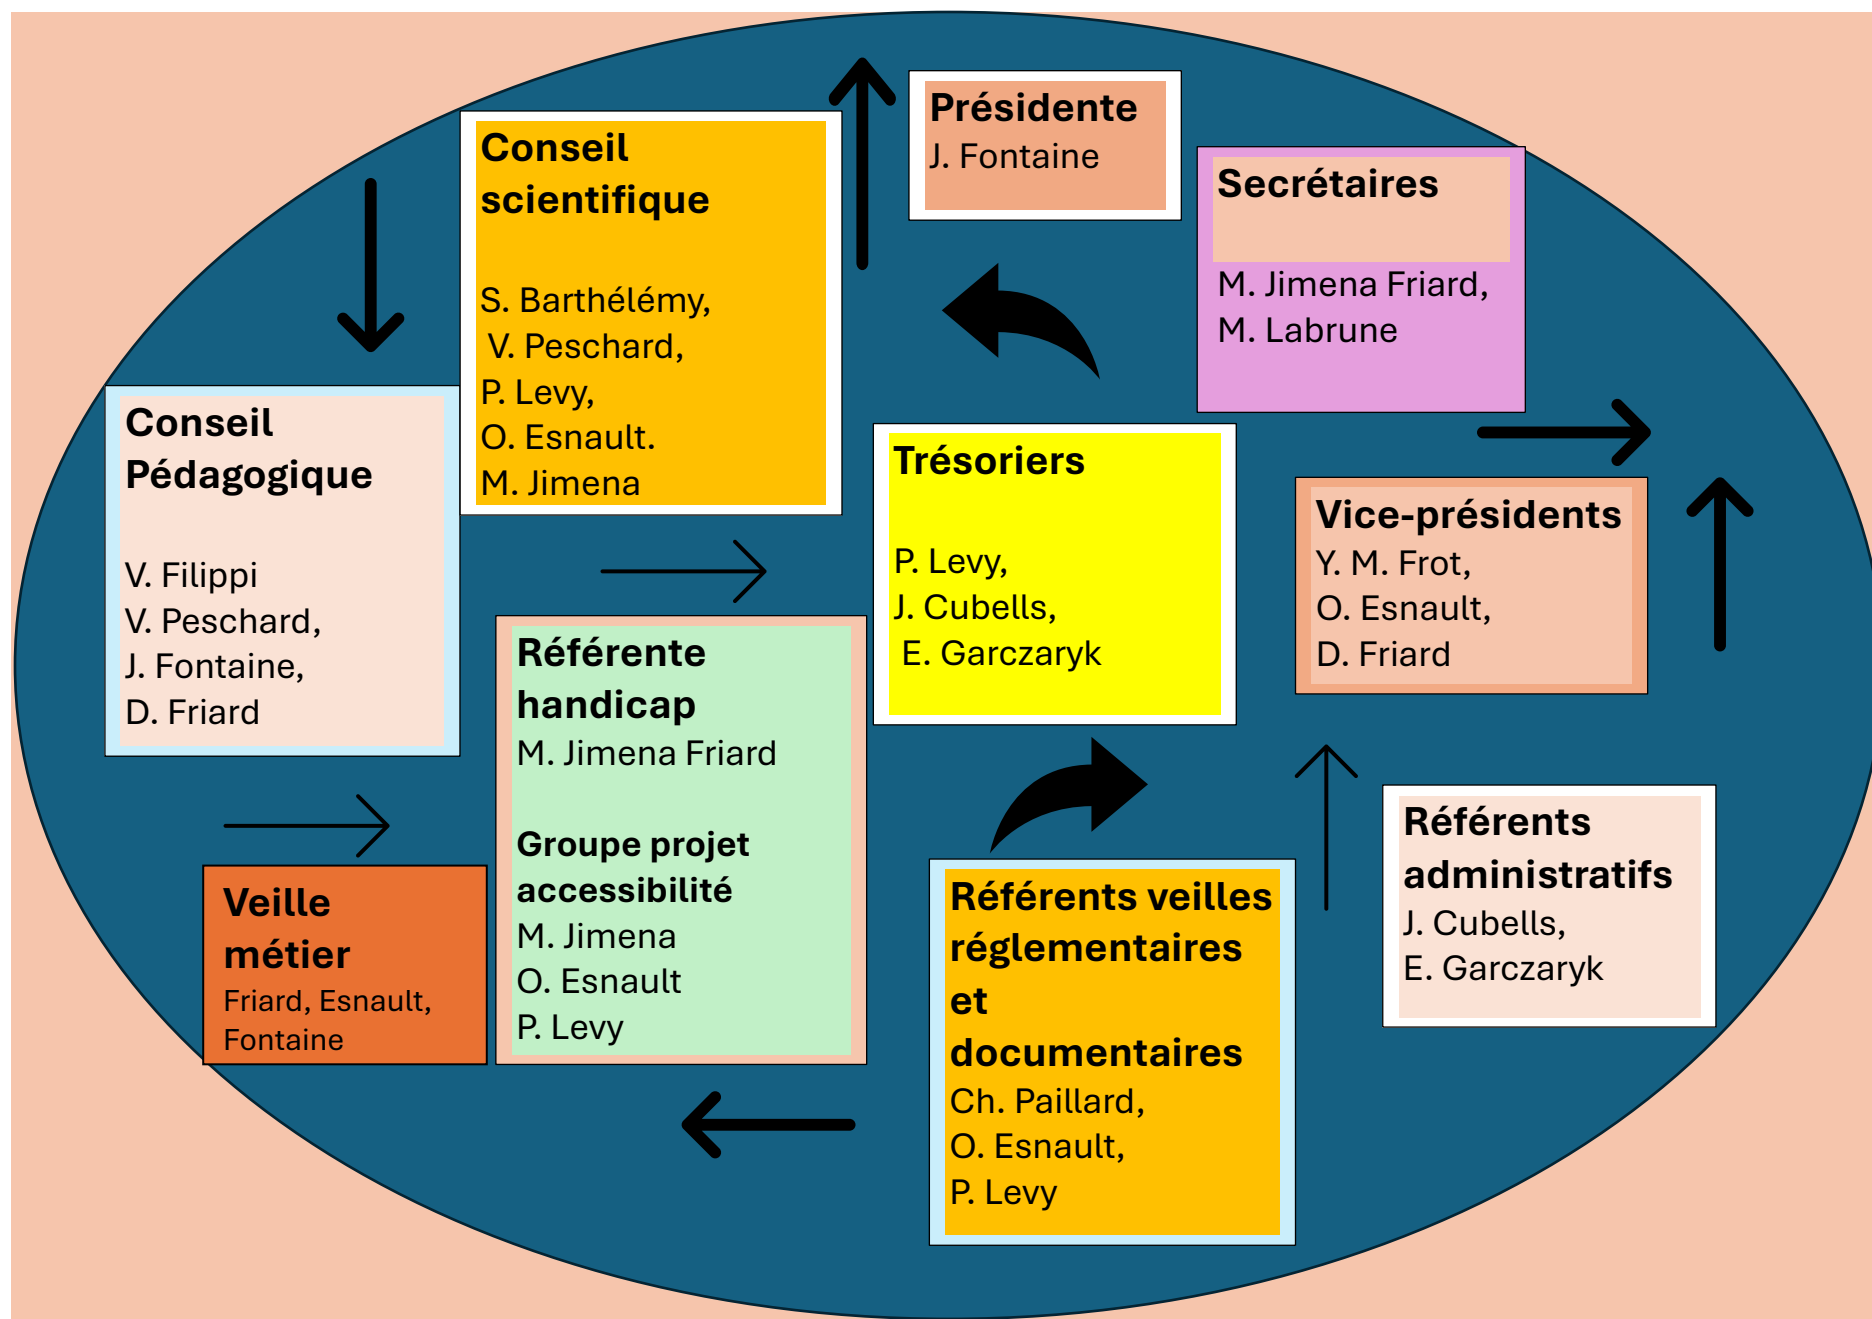 Présidente
J. Fontaine
Conseil
scientifique
S. Barthélémy,
V. Peschard,
P. Levy,
O. Esnault.
M. Jimena
Secrétaires
M. Jimena Friard,
M. Labrune
Conseil
Pédagogique
V. Filippi
V. Peschard,
J. Fontaine,
D. Friard
Trésoriers
P. Levy,
J. Cubells,
E. Garczaryk
Vice-présidents
Y. M. Frot,
O. Esnault,
D. Friard
Référente
handicap
M. Jimena Friard
Groupe projet
accessibilité
M. Jimena
O. Esnault
P. Levy
Référents
administratifs
J. Cubells,
E. Garczaryk
Veille
métier
Friard, Esnault,
Fontaine
Référents veilles
réglementaires
et
documentaires
Ch. Paillard,
O. Esnault,
P. Levy